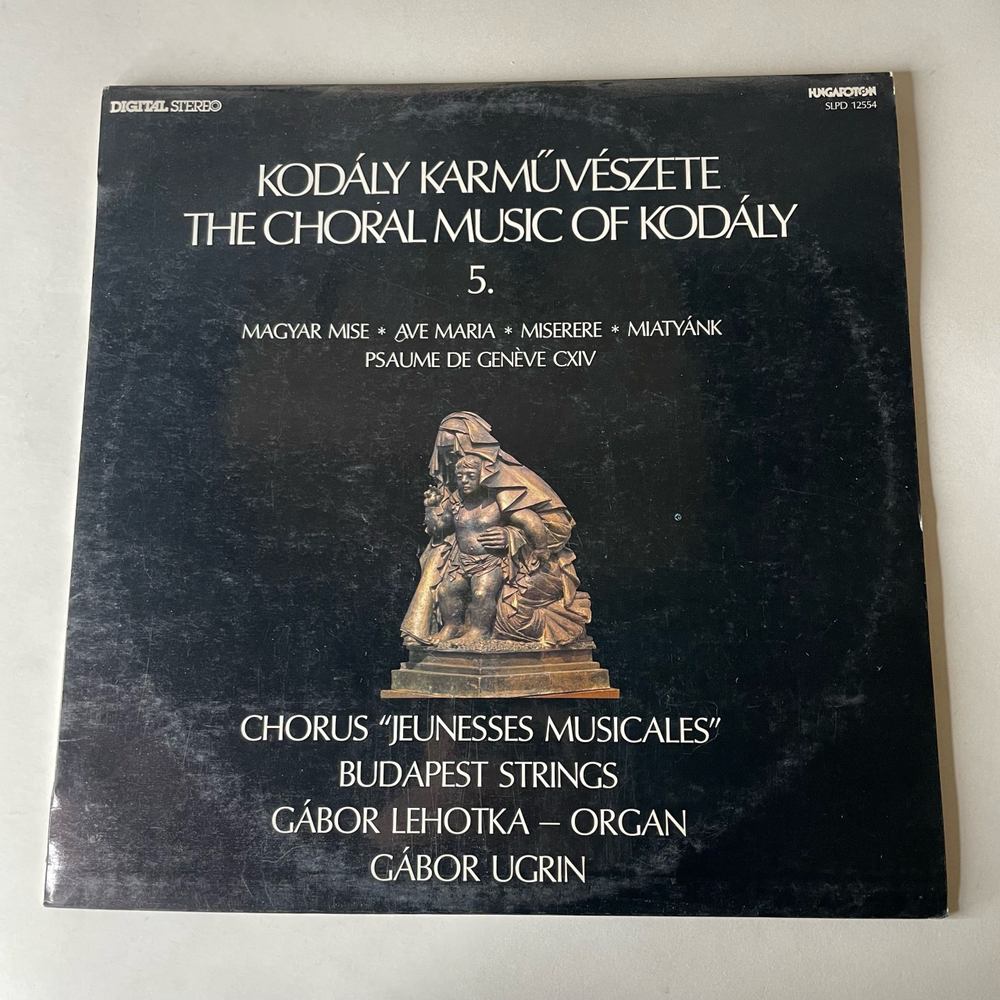 DIGITAL STEREO
HUNGAROTON
SLPD 12554
KODÁLY KARMŰVÉSZETE
THE CHORAL MUSIC OF KODÁLY
5.
MAGYAR MISE * AVE MARIA * MISERERE * MIATYÁNK
PSAUME DE GENÈVE CXIV
CHORUS “JEUNESSES MUSICALES”
BUDAPEST STRINGS
GÁBOR LEHOTKA – ORGAN
GÁBOR UGRIN